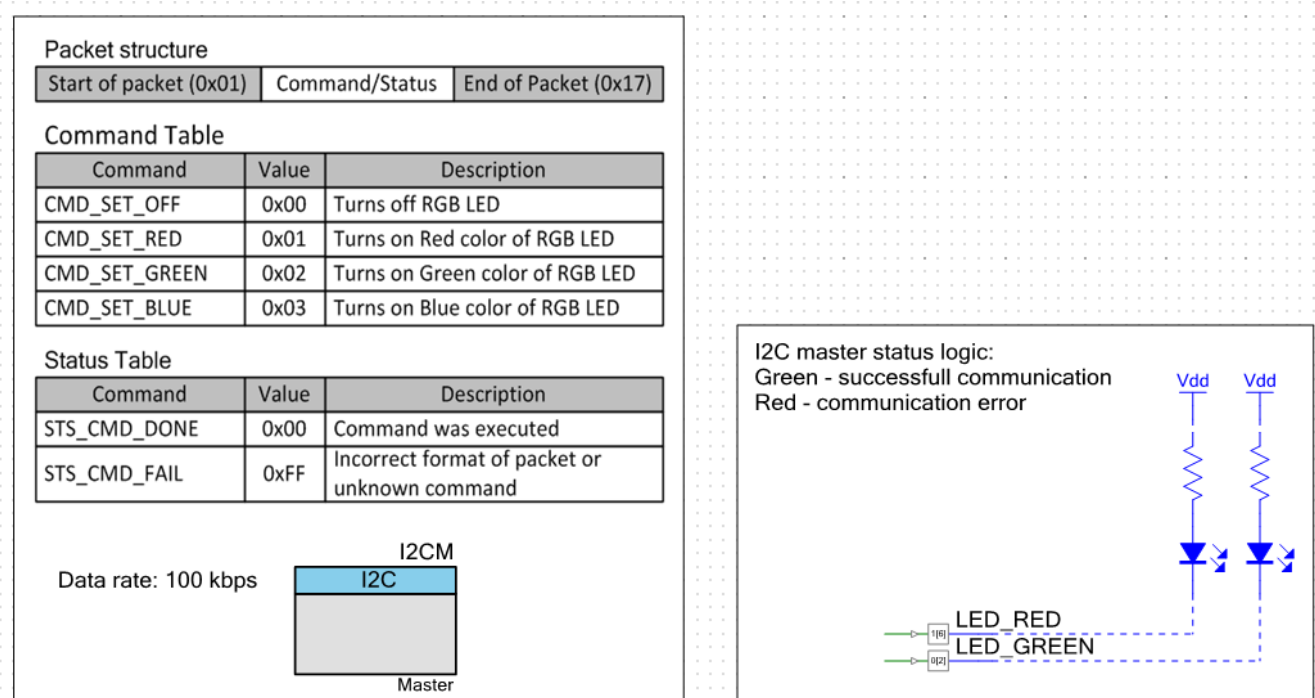 Packet structure
Start of packet (0x01) Command/Status End of Packet (0x17)
Command Table
Command Value Description
CMD_SET_OFF 0x00 Turns off RGB LED
CMD_SET_RED 0x01 Turns on Red color of RGB LED
CMD_SET_GREEN 0x02 Turns on Green color of RGB LED
CMD_SET_BLUE 0x03 Turns on Blue color of RGB LED
Status Table
Command Value Description
STS_CMD_DONE 0x00 Command was executed
STS_CMD_FAIL 0xFF Incorrect format of packet or
unknown command
I2CM
Data rate: 100 kbps
I2C
Master
I2C master status logic:
Green - successfull communication
Red - communication error
Vdd Vdd
LED_RED
1[6]
LED_GREEN
0[2]